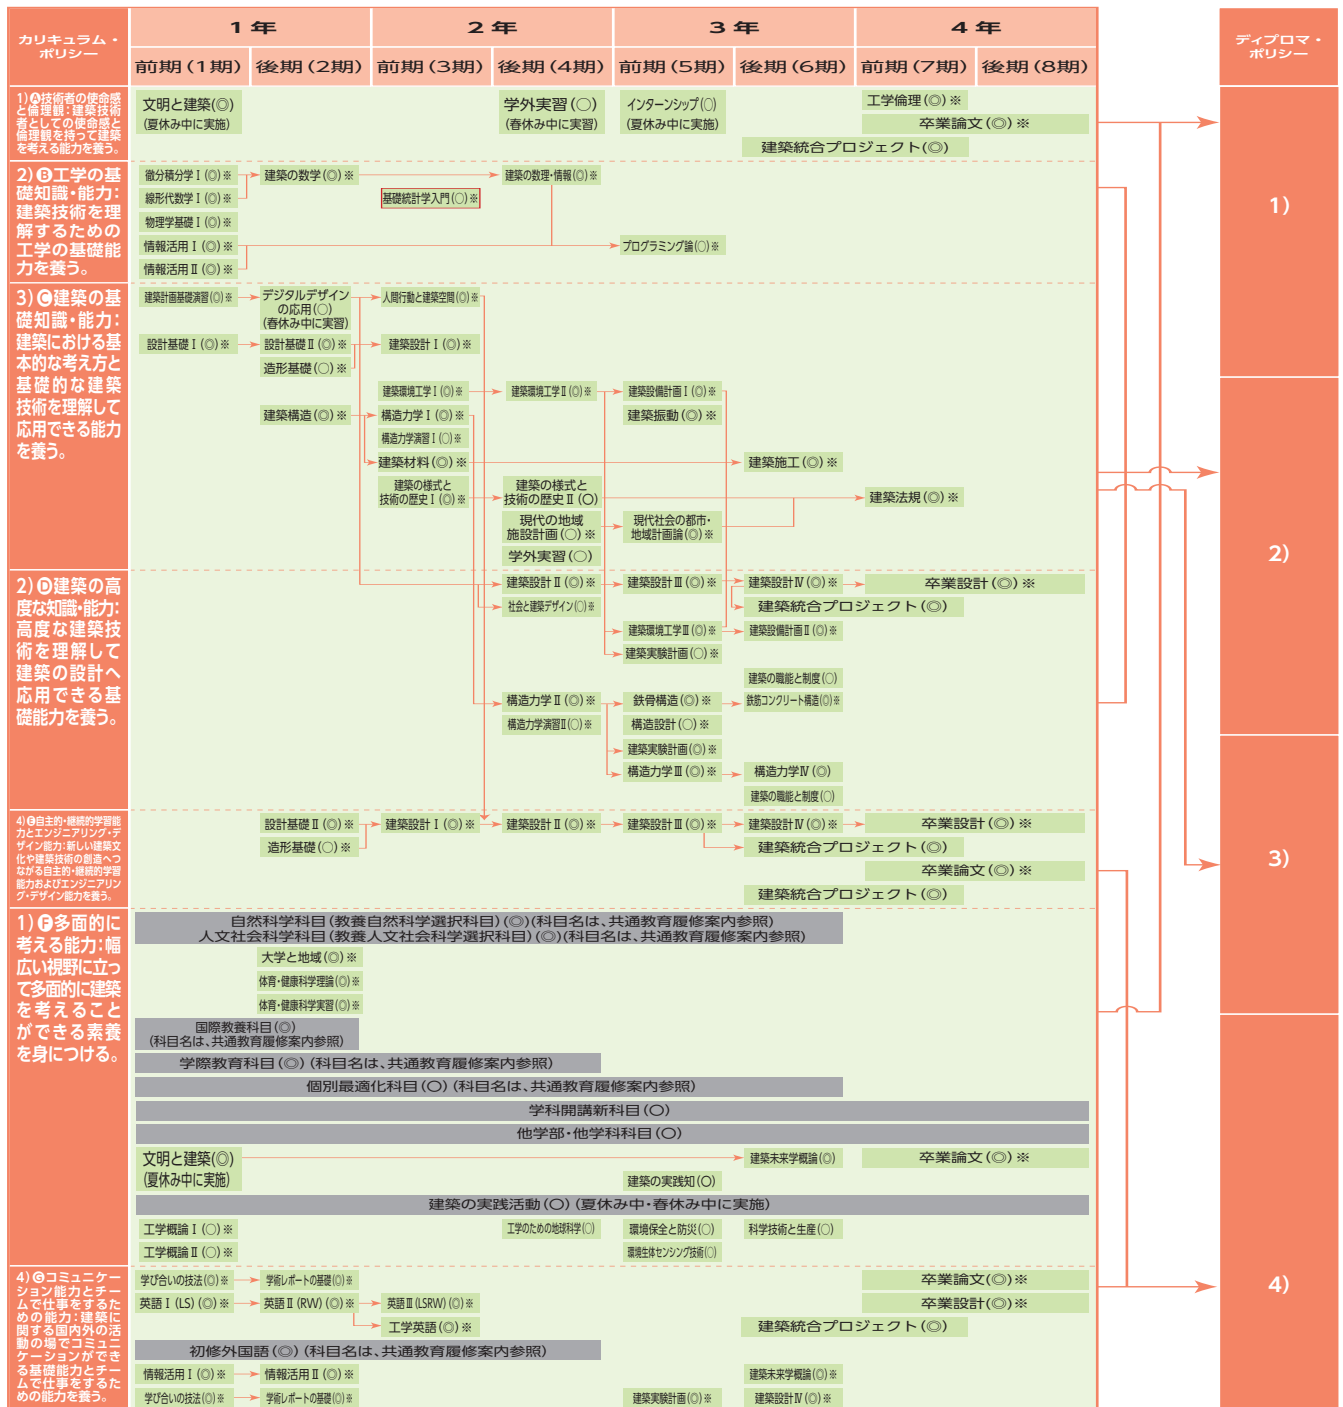 カリキュラム・
ポリシー
1 年
2 年
3 年
4 年
ディプロマ・
ポリシー
前期(1期)
後期(2期)
前期(3期)
後期(4期)
前期(5期)
後期(6期)
前期(7期)
後期(8期)
1)Ⓐ技術者の使命感
と倫理観:建築技術
者としての使命感と
倫理観を持って建築
を考える能力を養う。
文明と建築(◎)
(夏休み中に実施)
学外実習(○)
(春休み中に実習)
インターンシップ(○)
(夏休み中に実施)
工学倫理(◎)※
卒業論文(◎)※
建築統合プロジェクト(◎)
2)Ⓑ工学の基
礎知識・能力:
建築技術を理
解するための
工学の基礎能
力を養う。
微分積分学Ⅰ(◎)※
建築の数学(◎)※
建築の数理・情報(◎)※
線形代数学Ⅰ(◎)※
基礎統計学入門(○)※
物理学基礎Ⅰ(◎)※
情報活用Ⅰ(◎)※
プログラミング論(○)※
情報活用Ⅱ(◎)※
3)Ⓒ建築の基
礎知識・能力:
建築における基
本的な考え方と
基礎的な建築
技術を理解して
応用できる能力
を養う。
建築計画基礎演習(◎)※
デジタルデザイン
の応用(○)
(春休み中に実習)
人間行動と建築空間(◎)※
設計基礎Ⅰ(◎)※
設計基礎Ⅱ(◎)※
建築設計Ⅰ(◎)※
造形基礎(○)※
建築環境工学Ⅰ(◎)※
建築環境工学Ⅱ(◎)※
建築設備計画Ⅰ(◎)※
建築構造(◎)※
構造力学Ⅰ(◎)※
建築振動(◎)※
構造力学演習Ⅰ(○)※
建築材料(◎)※
建築施工(◎)※
建築の様式と
技術の歴史Ⅰ(◎)※
建築の様式と
技術の歴史Ⅱ(〇)
建築法規(◎)※
現代の地域
施設計画(○)※
現代社会の都市・
地域計画論(◎)※
学外実習(○)
2)Ⓓ建築の高
度な知識・能力:
高度な建築技
術を理解して
建築の設計へ
応用できる基
礎能力を養う。
建築設計Ⅱ(◎)※
建築設計Ⅲ(◎)※
建築設計Ⅳ(◎)※
卒業設計(◎)※
社会と建築デザイン(○)※
建築統合プロジェクト(◎)
建築環境工学Ⅲ(◎)※
建築設備計画Ⅱ(◎)※
建築実験計画(○)※
建築の職能と制度(○)
構造力学Ⅱ(◎)※
鉄骨構造(◎)※
鉄筋コンクリート構造(◎)※
構造力学演習Ⅱ(○)※
構造設計(○)※
建築実験計画(◎)※
構造力学Ⅲ(◎)※
構造力学Ⅳ(◎)
建築の職能と制度(○)
4)Ⓔ自主的・継続的学習能
力とエンジニアリング・デ
ザイン能力:新しい建築文
化や建築技術の創造へつ
ながる自主的・継続的学習
能力およびエンジニアリン
グ・デザイン能力を養う。
設計基礎Ⅱ(◎)※
建築設計Ⅰ(◎)※
建築設計Ⅱ(◎)※
建築設計Ⅲ(◎)※
建築設計Ⅳ(◎)※
卒業設計(◎)※
造形基礎(○)※
建築統合プロジェクト(◎)
卒業論文(◎)※
建築統合プロジェクト(◎)
1)Ⓕ多面的に
考える能力:幅
広い視野に立っ
て多面的に建築
を考えること
ができる素養
を身につける。
自然科学科目(教養自然科学選択科目)(◎)(科目名は、共通教育履修案内参照)
人文社会科学科目(教養人文社会科学選択科目)(◎)(科目名は、共通教育履修案内参照)
大学と地域(◎)※
体育・健康科学理論(◎)※
体育・健康科学実習(◎)※
国際教養科目(◎)
(科目名は、共通教育履修案内参照)
学際教育科目(◎)(科目名は、共通教育履修案内参照)
個別最適化科目(〇)(科目名は、共通教育履修案内参照)
学科開講新科目(〇)
他学部・他学科科目(〇)
文明と建築(◎)
(夏休み中に実施)
建築未来学概論(◎)
卒業論文(◎)※
建築の実践知(〇)
建築の実践活動(〇)(夏休み中・春休み中に実施)
工学概論Ⅰ(○)※
工学のための地球科学(○)
環境保全と防災(○)
科学技術と生産(○)
工学概論Ⅱ(○)※
環境生体センシング技術(○)
4)Ⓖコミュニケー
ション能力とチー
ムで仕事をするた
めの能力:建築に
関する国内外の活
動の場でコミュニ
ケーションができ
る基礎能力とチー
ムで仕事をするた
めの能力を養う。
学び合いの技法(◎)※
学術レポートの基礎(◎)※
卒業論文(◎)※
英語Ⅰ(LS)(◎)※
英語Ⅱ(RW)(◎)※
英語Ⅲ(LSRW)(◎)※
卒業設計(◎)※
工学英語(◎)※
建築統合プロジェクト(◎)
初修外国語(◎)(科目名は、共通教育履修案内参照)
情報活用Ⅰ(◎)※
情報活用Ⅱ(◎)※
建築未来学概論(◎)※
学び合いの技法(◎)※
学術レポートの基礎(◎)※
建築実験計画(◎)※
建築設計Ⅳ(◎)※
1)
2)
3)
4)